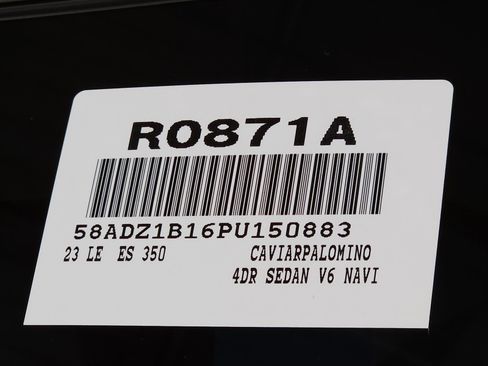 R0871A
58ADZ1B16PU150883
23 LE ES 350 CAVIARPALOMINO
4DR SEDAN V6 NAVI